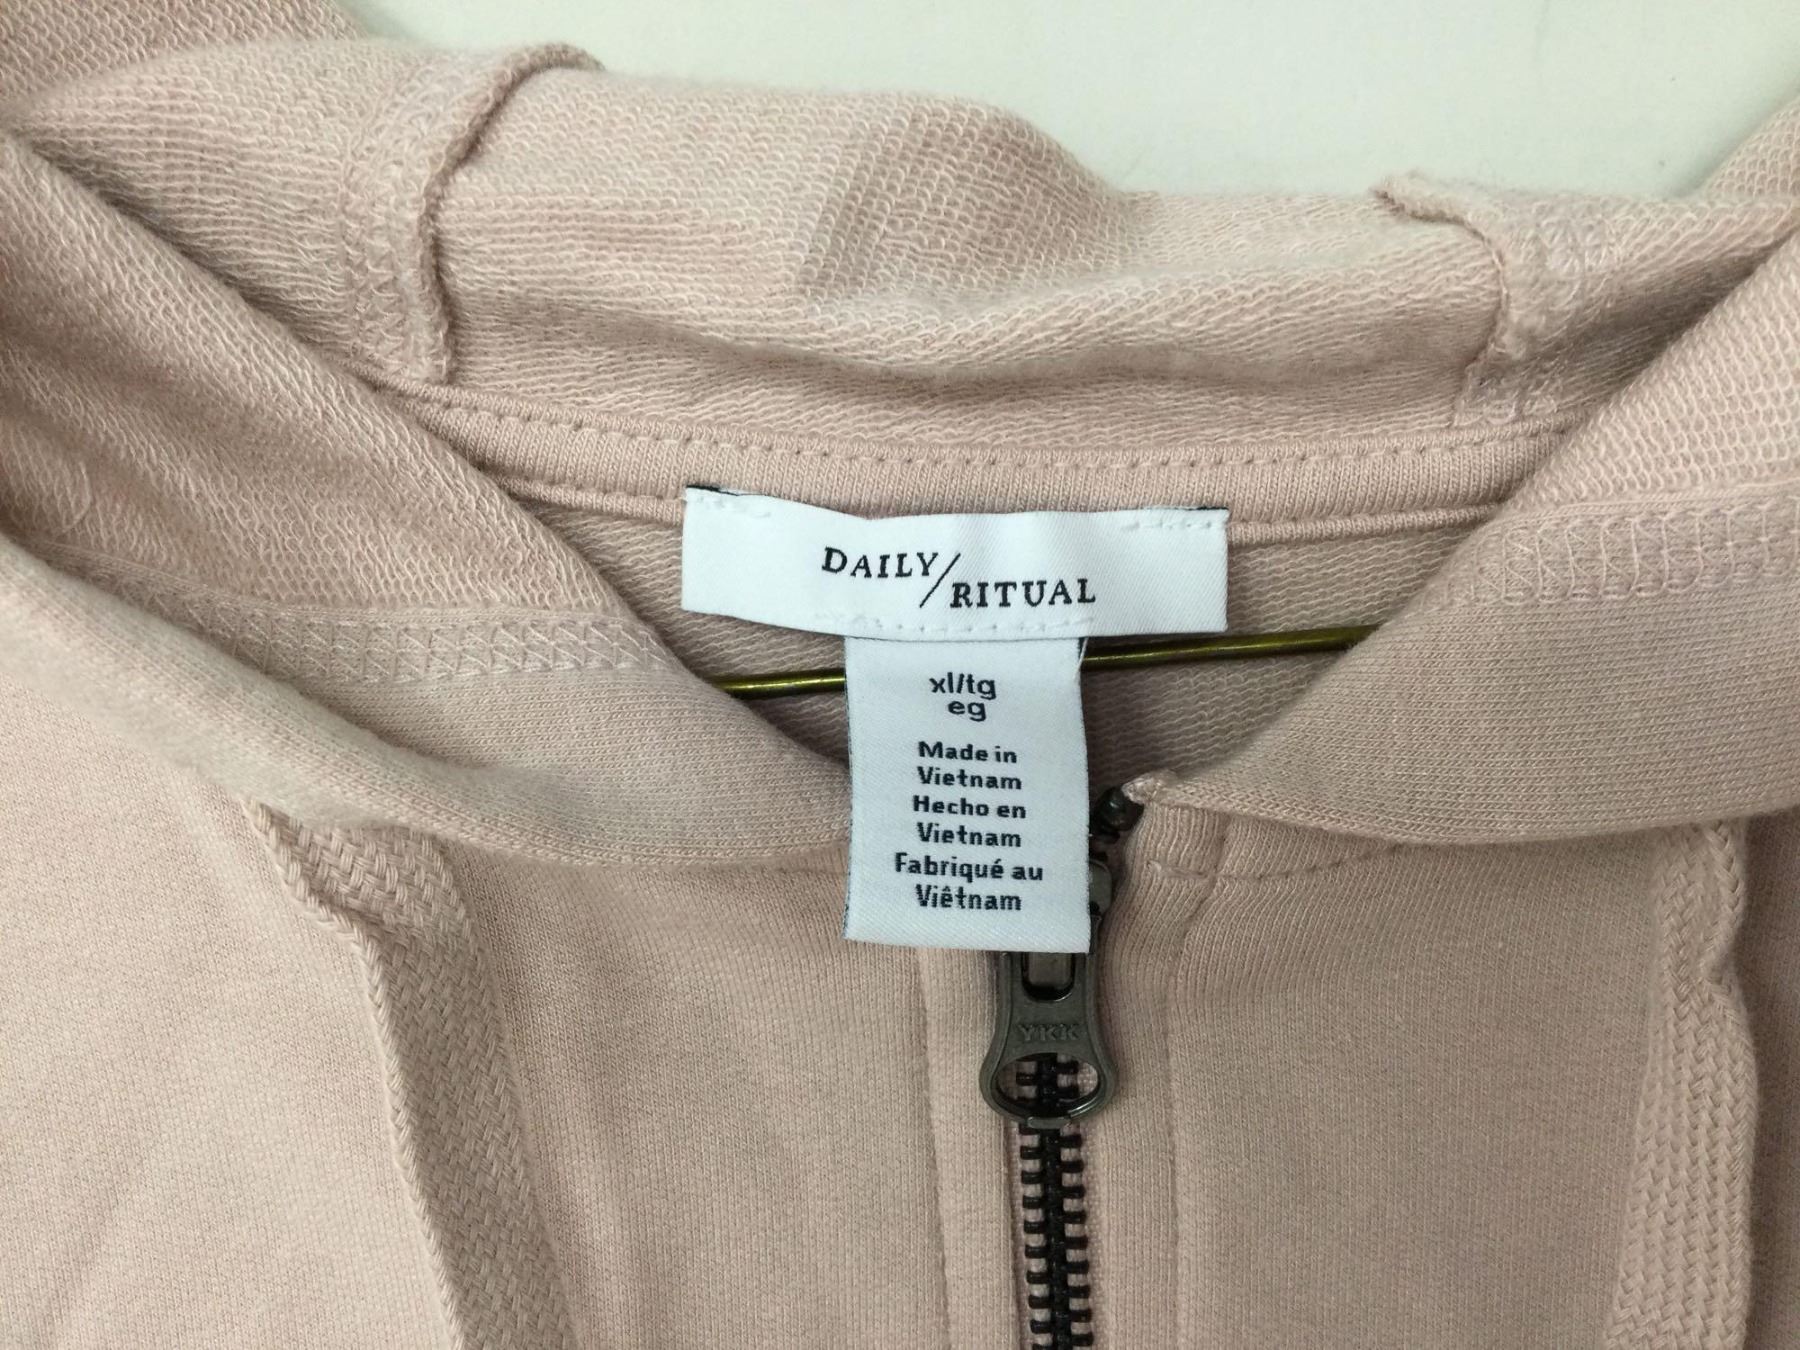 DAILY/
RITUAL
xl/tg
eg
Made in
Vietnam
Hecho en
Vietnam
Fabriqué au
Viêtnam
YKK